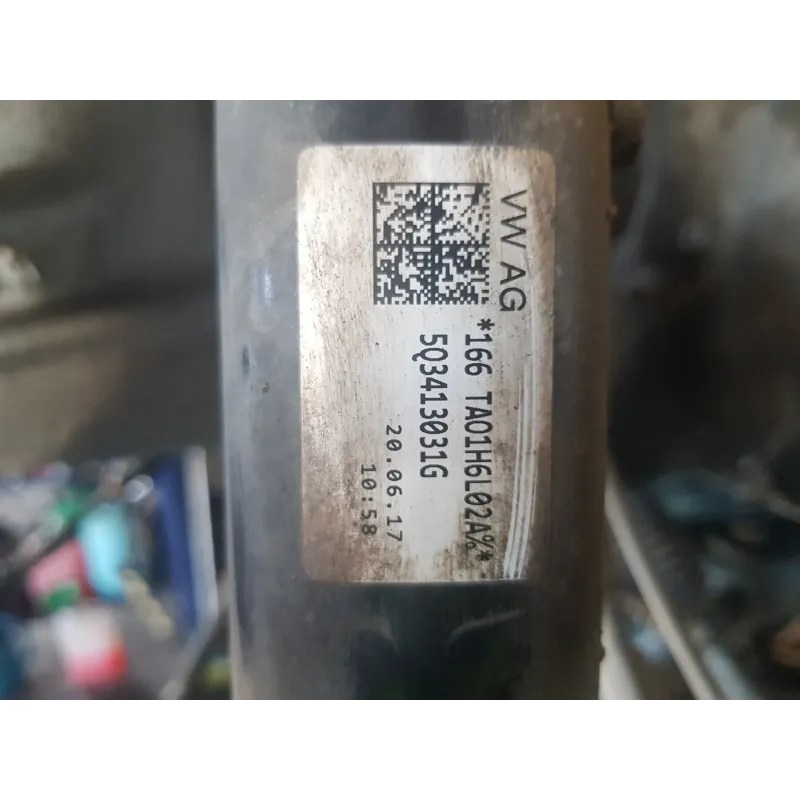 VW AG
*166 TA01H6L02A%*
5Q3413031G
20.06.17
10:58